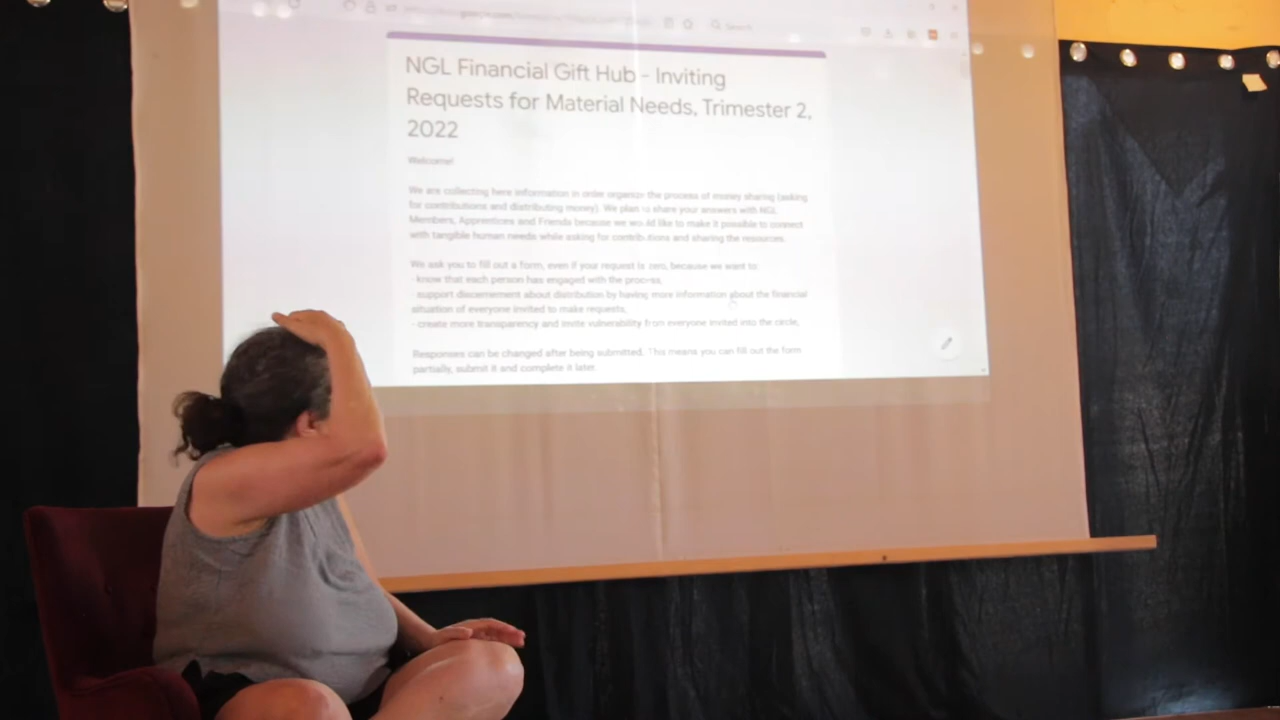 Search
NGL Financial Gift Hub - Inviting
Requests for Material Needs, Trimester 2,
2022
Welcome!
We are collecting here information in order organize the process of money sharing (asking
for contributions and distributing money). We plan to share your answers with NGL
Members, Apprentices and Friends because we would like to make it possible to connect
with tangible human needs while asking for contributions and sharing the resources.
We ask you to fill out a form, even if your request is zero, because we want to:
- know that each person has engaged with the process,
- support discernement about distribution by having more information about the financial
situation of everyone invited to make requests,
- create more transparency and invite vulnerability from everyone invited into the circle,
Responses can be changed after being submitted. This means you can fill out the form
partially, submit it and complete it later.